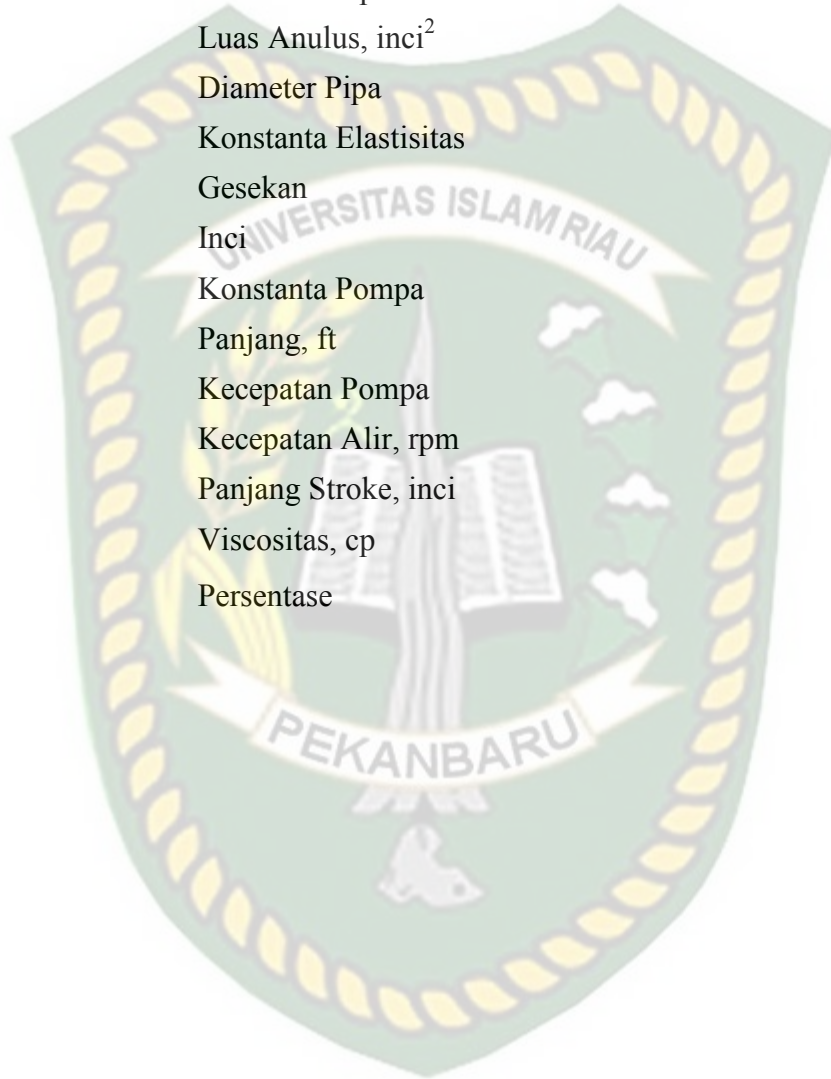 Luas Anulus, inci²
Diameter Pipa
Konstanta Elastisitas
Gesekan
UNIVERSITAS ISLAM RIAU
Inci
Konstanta Pompa
Panjang, ft
Kecepatan Pompa
Kecepatan Alir, rpm
Panjang Stroke, inci
Viscositas, cp
Persentase
PEKANBARU